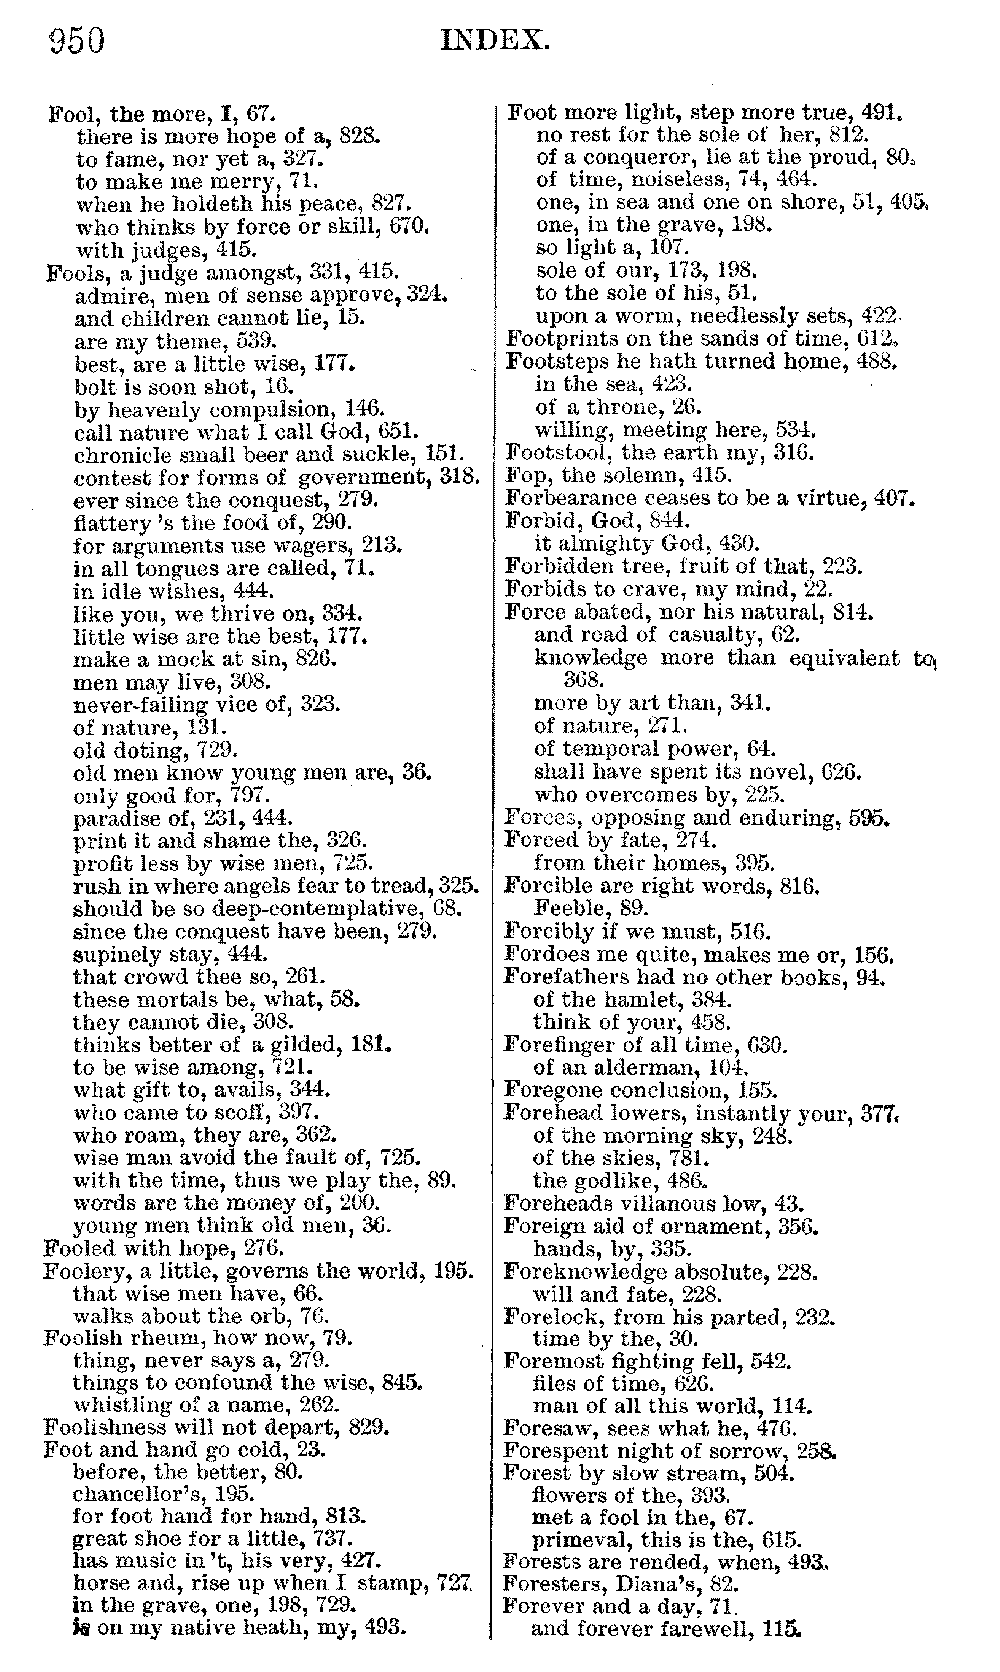 950
INDEX.
Fool, the more, I, 67.
there is more hope of a, 828.
to fame, nor yet a, 327.
to make me merry, 71.
when he holdeth his peace, 827.
who thinks by force or skill, 670.
with judges, 415.
Fools, a judge amongst, 331, 415.
admire, men of sense approve, 324.
and children cannot lie, 15.
are my theme, 539.
best, are a little wise, 177.
bolt is soon shot, 16.
by heavenly compulsion, 146.
call nature what I call God, 651.
chronicle small beer and suckle, 151.
contest for forms of government, 318.
ever since the conquest, 279.
flattery 's the food of, 290.
for arguments use wagers, 213.
in all tongues are called, 71.
in idle wishes, 444.
like you, we thrive on, 334.
little wise are the best, 177.
make a mock at sin, 826.
men may live, 308.
never-failing vice of, 323.
of nature, 131.
old doting, 729.
old men know young men are, 36.
only good for, 797.
paradise of, 231, 444.
print it and shame the, 326.
profit less by wise men, 725.
rush in where angels fear to tread, 325.
should be so deep-contemplative, 68.
since the conquest have been, 279.
supinely stay, 444.
that crowd thee so, 261.
these mortals be, what, 58.
they cannot die, 308.
thinks better of a gilded, 181.
to be wise among, 721.
what gift to, avails, 344.
who came to scoff, 397.
who roam, they are, 362.
wise man avoid the fault of, 725.
with the time, thus we play the, 89.
words are the money of, 200.
young men think old men, 36.
Fooled with hope, 276.
Foolery, a little, governs the world, 195.
that wise men have, 66.
walks about the orb, 76.
Foolish rheum, how now, 79.
thing, never says a, 279.
things to confound the wise, 845.
whistling of a name, 262.
Foolishness will not depart, 829.
Foot and hand go cold, 23.
before, the better, 80.
chancellor's, 195.
for foot hand for hand, 813.
great shoe for a little, 737.
has music in 't, his very, 427.
horse and, rise up when I stamp, 727.
in the grave, one, 198, 729.
is on my native heath, my, 493.
Foot more light, step more true, 491.
no rest for the sole of her, 812.
of a conqueror, lie at the proud, 80.
of time, noiseless, 74, 464.
one, in sea and one on shore, 51, 405.
one, in the grave, 198.
so light a, 107.
sole of our, 173, 198.
to the sole of his, 51.
upon a worm, needlessly sets, 422.
Footprints on the sands of time, 612.
Footsteps he hath turned home, 488.
in the sea, 423.
of a throne, 26.
willing, meeting here, 534.
Footstool, the earth my, 316.
Fop, the solemn, 415.
Forbearance ceases to be a virtue, 407.
Forbid, God, 844.
it almighty God, 430.
Forbidden tree, fruit of that, 223.
Forbids to crave, my mind, 22.
Force abated, nor his natural, 814.
and road of casualty, 62.
knowledge more than equivalent to,
368.
more by art than, 341.
of nature, 271.
of temporal power, 64.
shall have spent its novel, 626.
who overcomes by, 225.
Forces, opposing and enduring, 595.
Forced by fate, 274.
from their homes, 395.
Forcible are right words, 816.
Feeble, 89.
Forcibly if we must, 516.
Fordoes me quite, makes me or, 156.
Forefathers had no other books, 94.
of the hamlet, 384.
think of your, 458.
Forefinger of all time, 630.
of an alderman, 104.
Foregone conclusion, 155.
Forehead lowers, instantly your, 377.
of the morning sky, 248.
of the skies, 781.
the godlike, 486.
Foreheads villanous low, 43.
Foreign aid of ornament, 356.
hands, by, 335.
Foreknowledge absolute, 228.
will and fate, 228.
Forelock, from his parted, 232.
time by the, 30.
Foremost fighting fell, 542.
files of time, 626.
man of all this world, 114.
Foresaw, sees what he, 476.
Forespent night of sorrow, 258.
Forest by slow stream, 504.
flowers of the, 393.
met a fool in the, 67.
primeval, this is the, 615.
Forests are rended, when, 493.
Foresters, Diana's, 82.
Forever and a day, 71.
and forever farewell, 115.